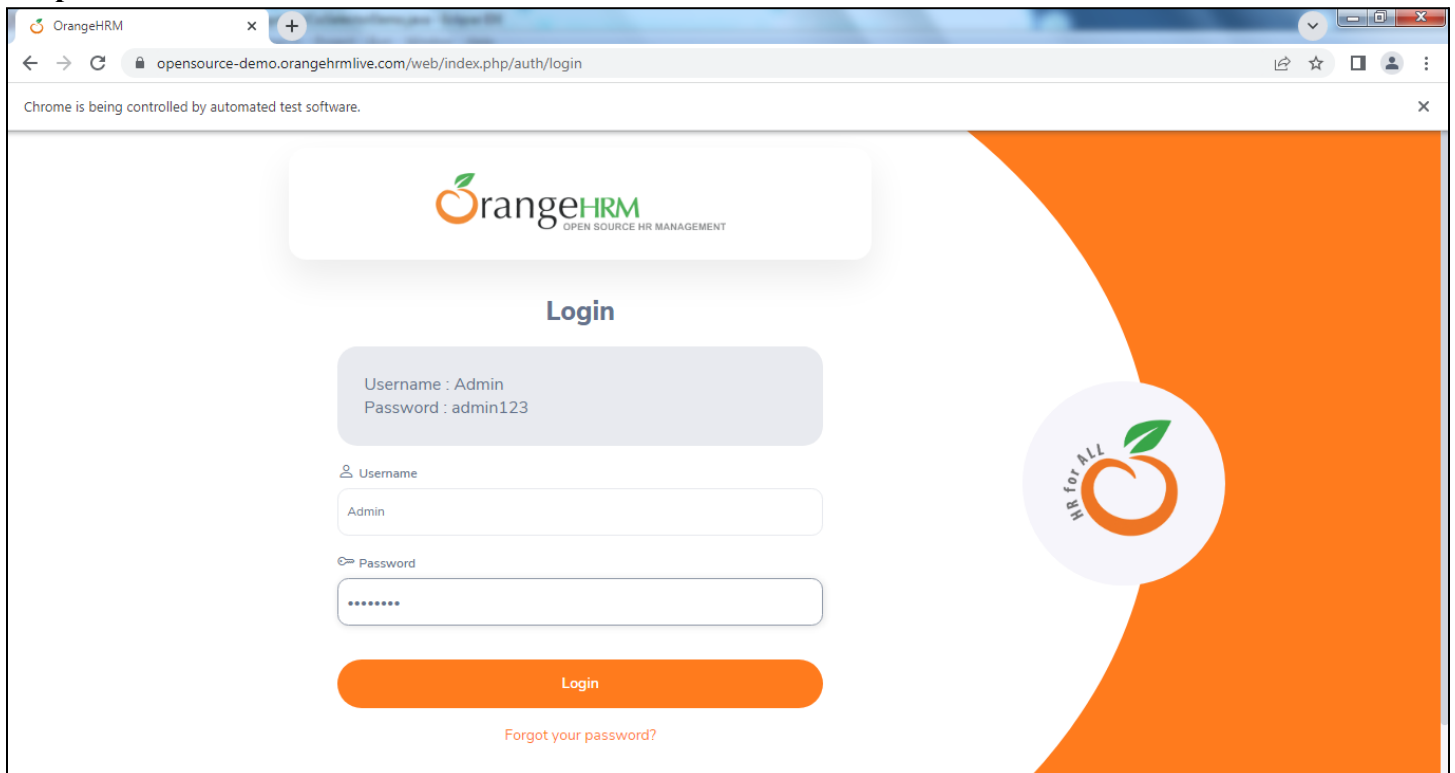 OrangeHRM
opensource-demo.orangehrmlive.com/web/index.php/auth/login
Chrome is being controlled by automated test software.
OrangeHRM
OPEN SOURCE HR MANAGEMENT
Login
Username : Admin
Password : admin123
Username
Admin
Password
••••••••
Login
Forgot your password?
HR for ALL